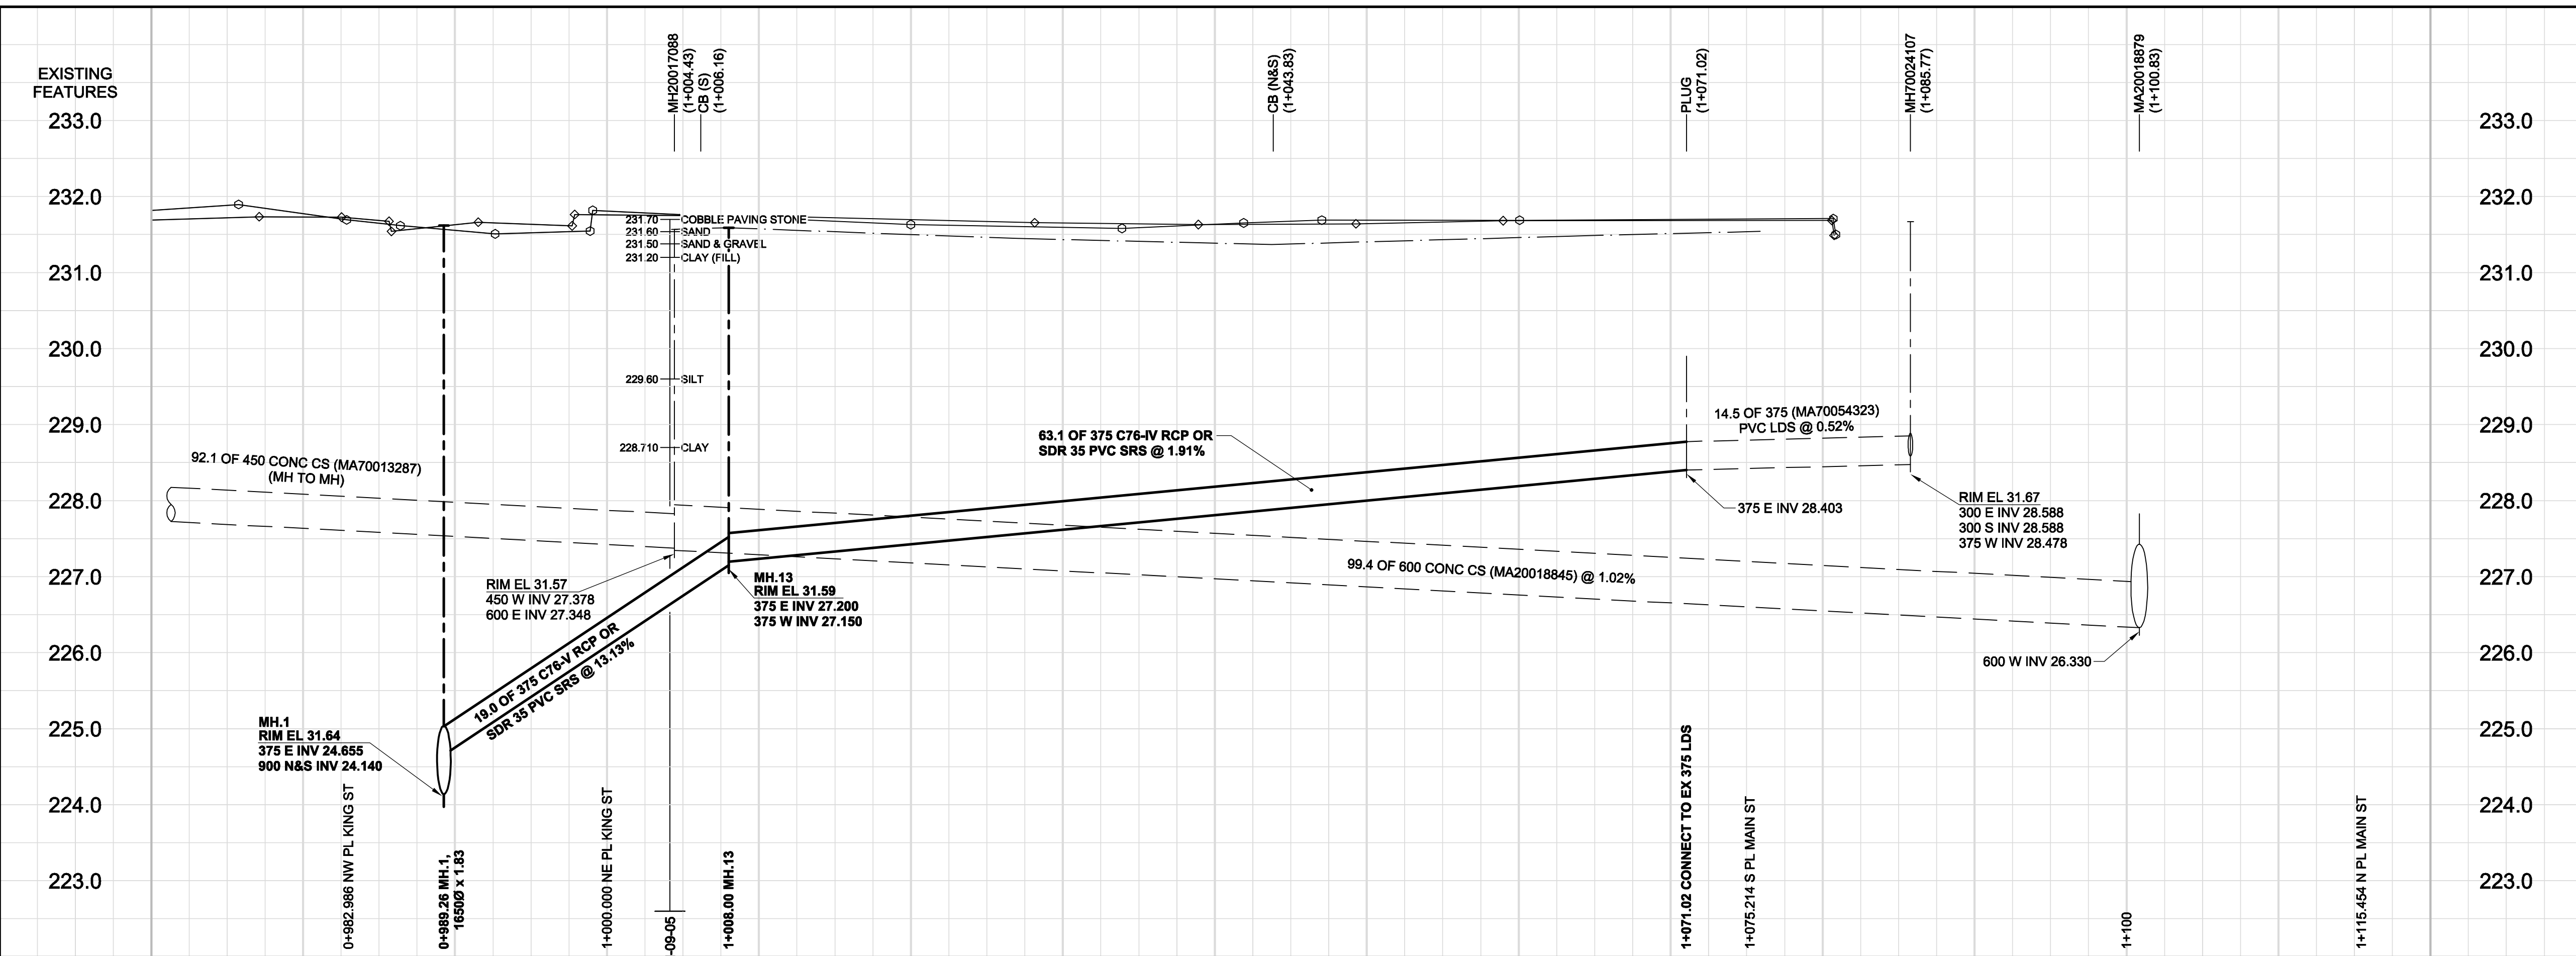 EXISTING
FEATURES
MH20017088
(1+004.43)
CB (S)
(1+006.16)
CB (N&S)
(1+043.83)
PLUG
(1+071.02)
MH70024107
(1+085.77)
MA20018879
(1+100.83)
233.0
233.0
232.0
232.0
231.70 COBBLE PAVING STONE
231.60 SAND
231.50 SAND & GRAVEL
231.20 CLAY (FILL)
231.0
231.0
230.0
230.0
229.60 SILT
229.0
229.0
228.710 CLAY
63.1 OF 375 C76-IV RCP OR
SDR 35 PVC SRS @ 1.91%
14.5 OF 375 (MA70054323)
PVC LDS @ 0.52%
92.1 OF 450 CONC CS (MA70013287)
(MH TO MH)
228.0
228.0
375 E INV 28.403
RIM EL 31.67
300 E INV 28.588
300 S INV 28.588
375 W INV 28.478
227.0
227.0
RIM EL 31.57
450 W INV 27.378
600 E INV 27.348
MH.13
RIM EL 31.59
375 E INV 27.200
375 W INV 27.150
99.4 OF 600 CONC CS (MA20018845) @ 1.02%
226.0
226.0
600 W INV 26.330
19.0 OF 375 C76-V RCP OR
SDR 35 PVC SRS @ 13.13%
225.0
225.0
MH.1
RIM EL 31.64
375 E INV 24.655
900 N&S INV 24.140
224.0
224.0
223.0
223.0
0+982.986 NW PL KING ST
0+989.26 MH.1,
1650Ø x 1.83
1+000.000 NE PL KING ST
-09-05
1+008.00 MH.13
1+071.02 CONNECT TO EX 375 LDS
1+075.214 S PL MAIN ST
1+100
1+115.454 N PL MAIN ST